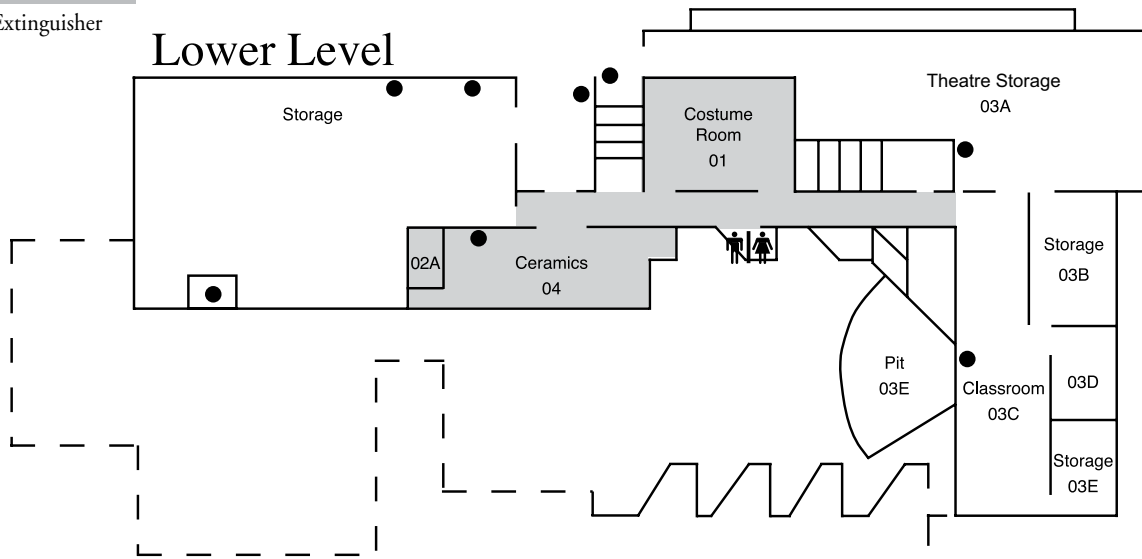 Extinguisher
Lower Level
Storage
Costume
Room
01
Theatre Storage
03A
02A
Ceramics
04
Storage
03B
Pit
03E
Classroom
03C
03D
Storage
03E